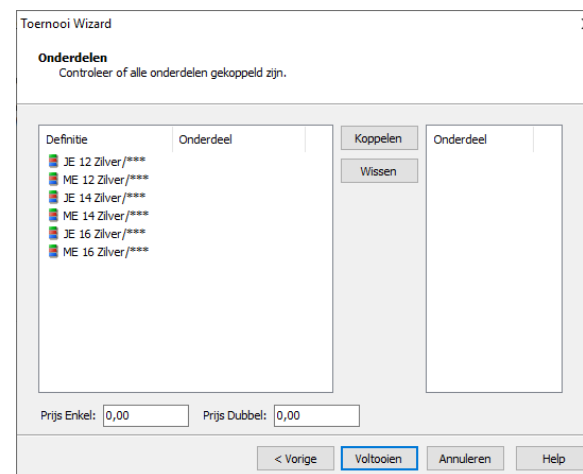 Toernooi Wizard
Onderdelen
Controleer of alle onderdelen gekoppeld zijn.
Definitie Onderdeel Koppelen Onderdeel
JE 12 Zilver/***
Wissen
ME 12 Zilver/***
JE 14 Zilver/***
ME 14 Zilver/***
JE 16 Zilver/***
ME 16 Zilver/***
Prijs Enkel: 0,00 Prijs Dubbel: 0,00
< Vorige Voltooien Annuleren Help